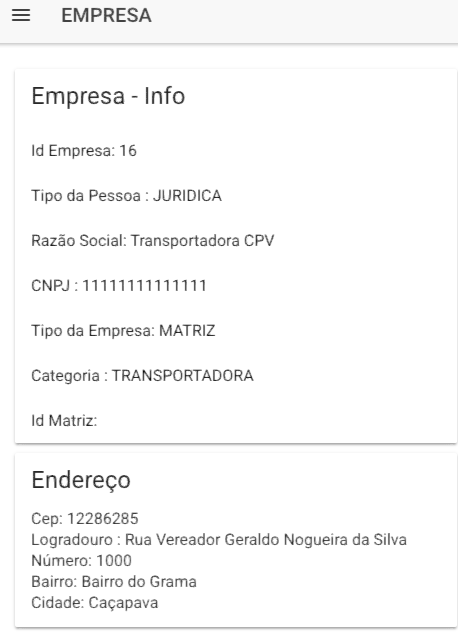 EMPRESA
Empresa - Info
Id Empresa: 16
Tipo da Pessoa : JURIDICA
Razão Social: Transportadora CPV
CNPJ : 11111111111111
Tipo da Empresa: MATRIZ
Categoria : TRANSPORTADORA
Id Matriz:
Endereço
Cep: 12286285
Logradouro : Rua Vereador Geraldo Nogueira da Silva
Número: 1000
Bairro: Bairro do Grama
Cidade: Caçapava